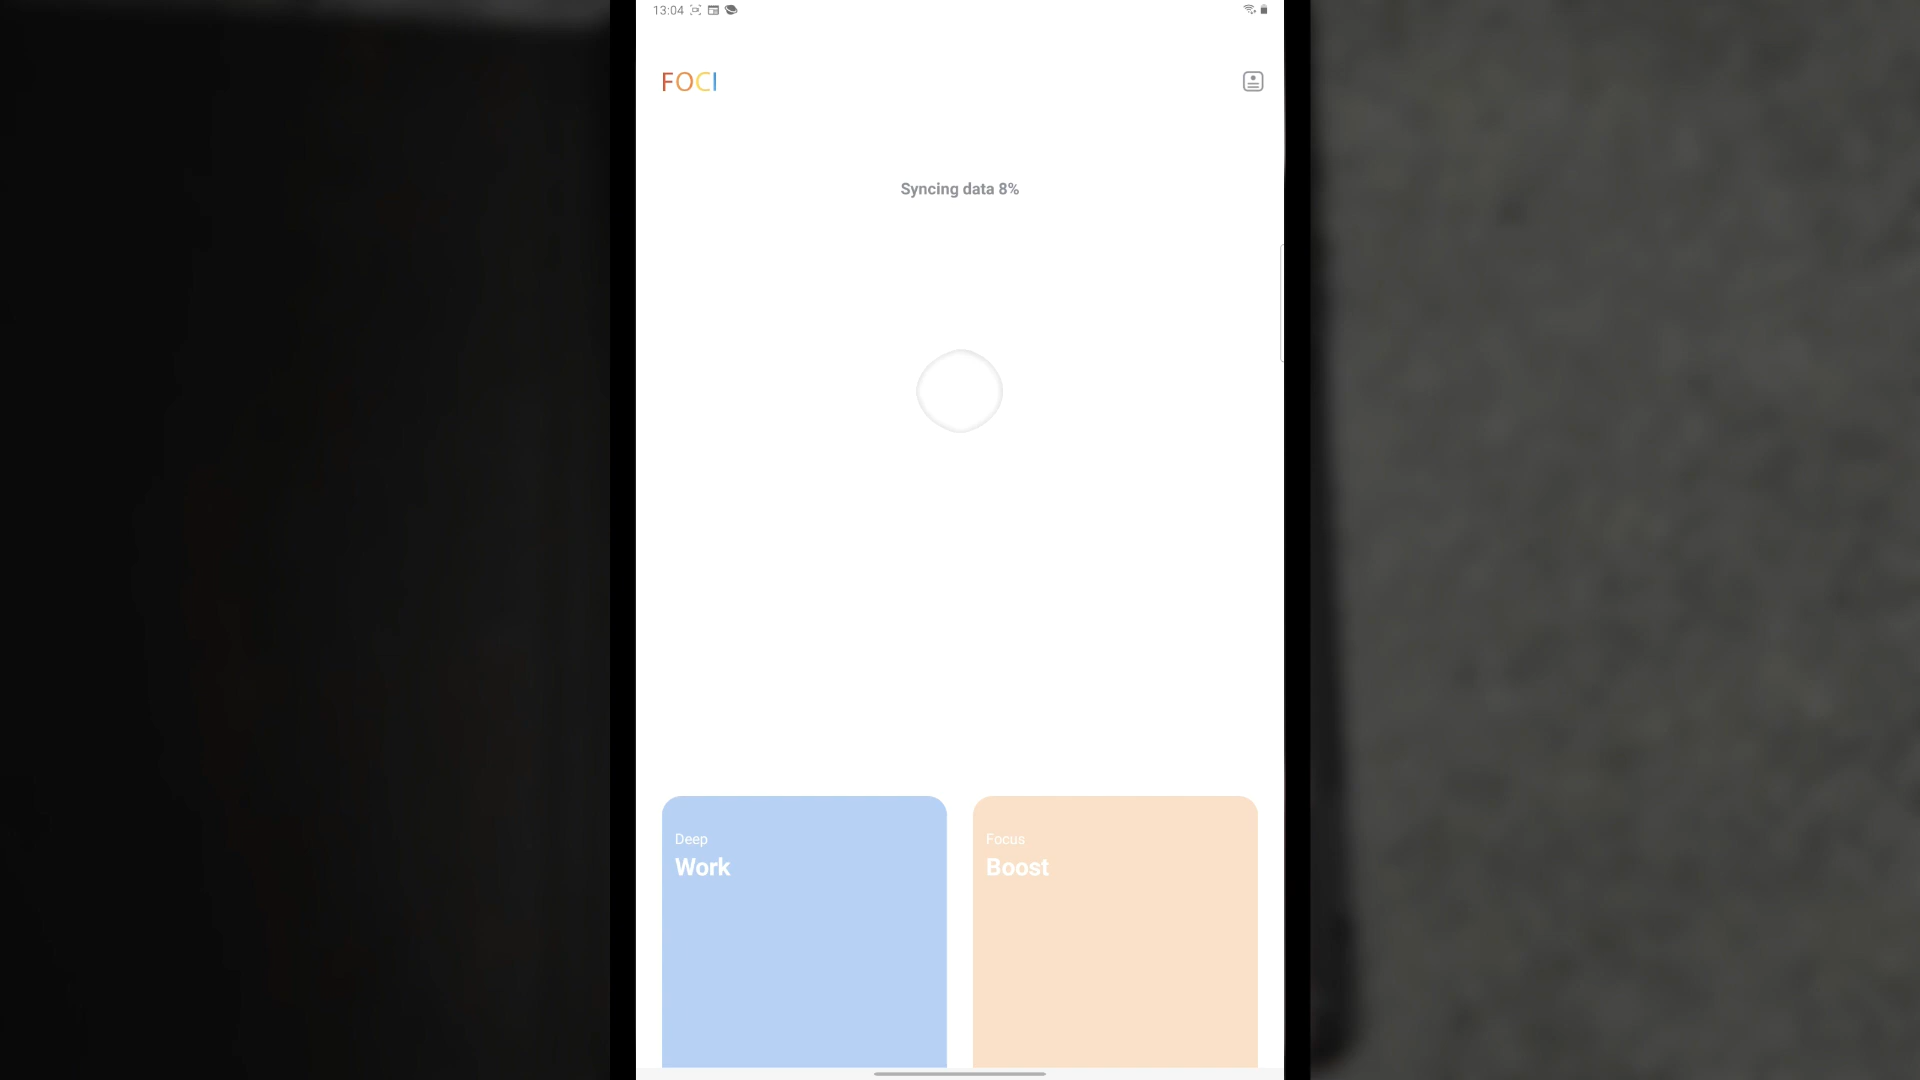 13:04
FOCI
Syncing data 8%
Deep
Work
Focus
Boost